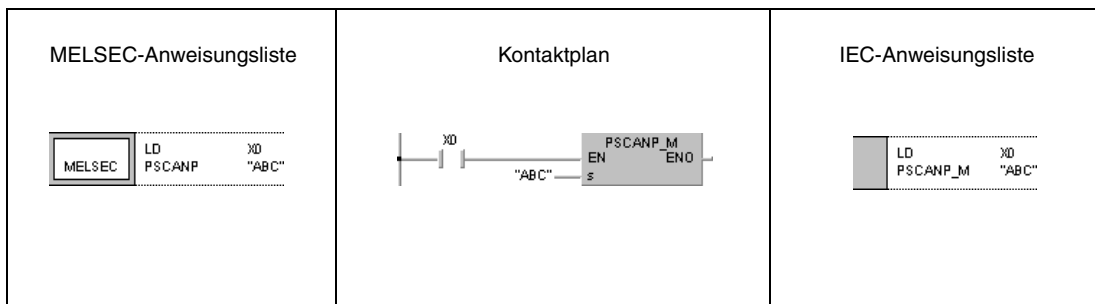 MELSEC-Anweisungsliste
MELSEC
LD X0
PSCANP "ABC"
Kontaktplan
X0
PSCANP_M
EN ENO
"ABC" s
IEC-Anweisungsliste
LD X0
PSCANP_M "ABC"